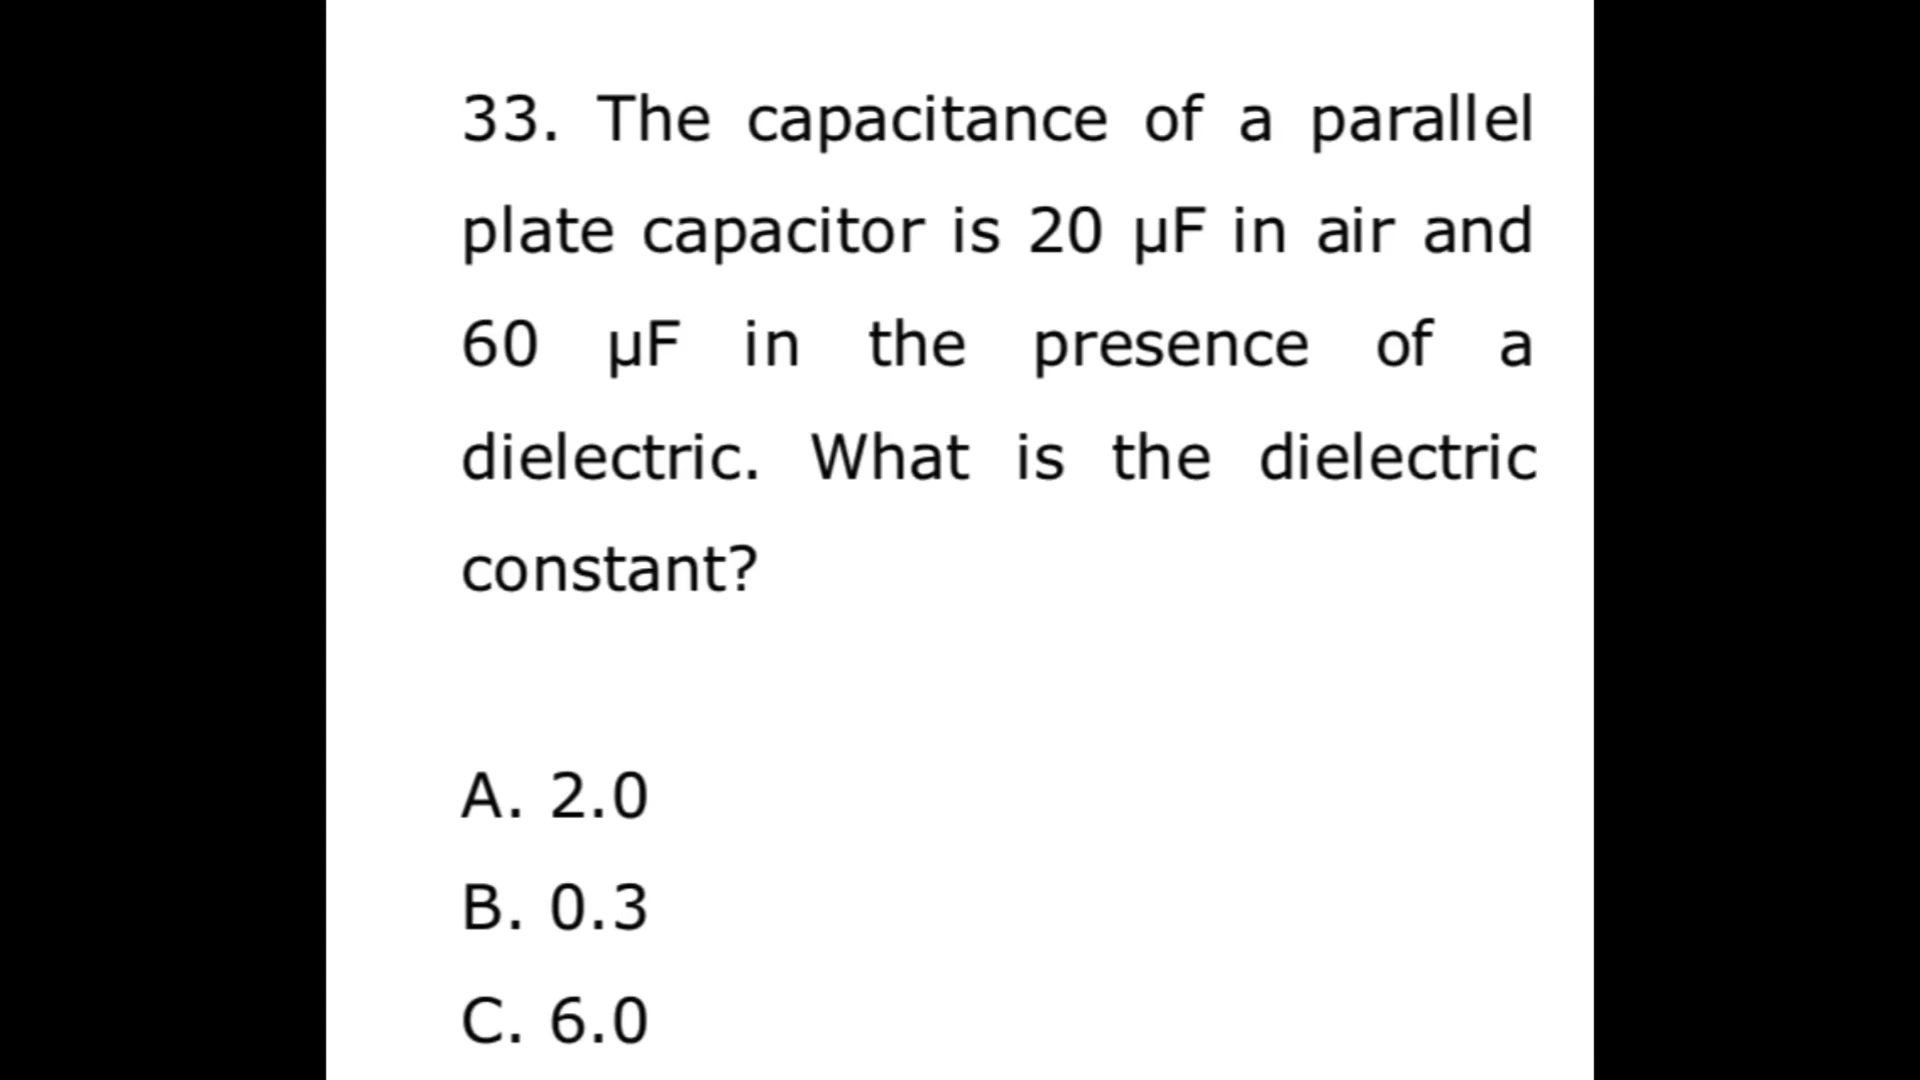 33. The capacitance of a parallel
plate capacitor is 20 µF in air and
60 µF in the presence of a
dielectric. What is the dielectric
constant?
A. 2.0
B. 0.3
C. 6.0